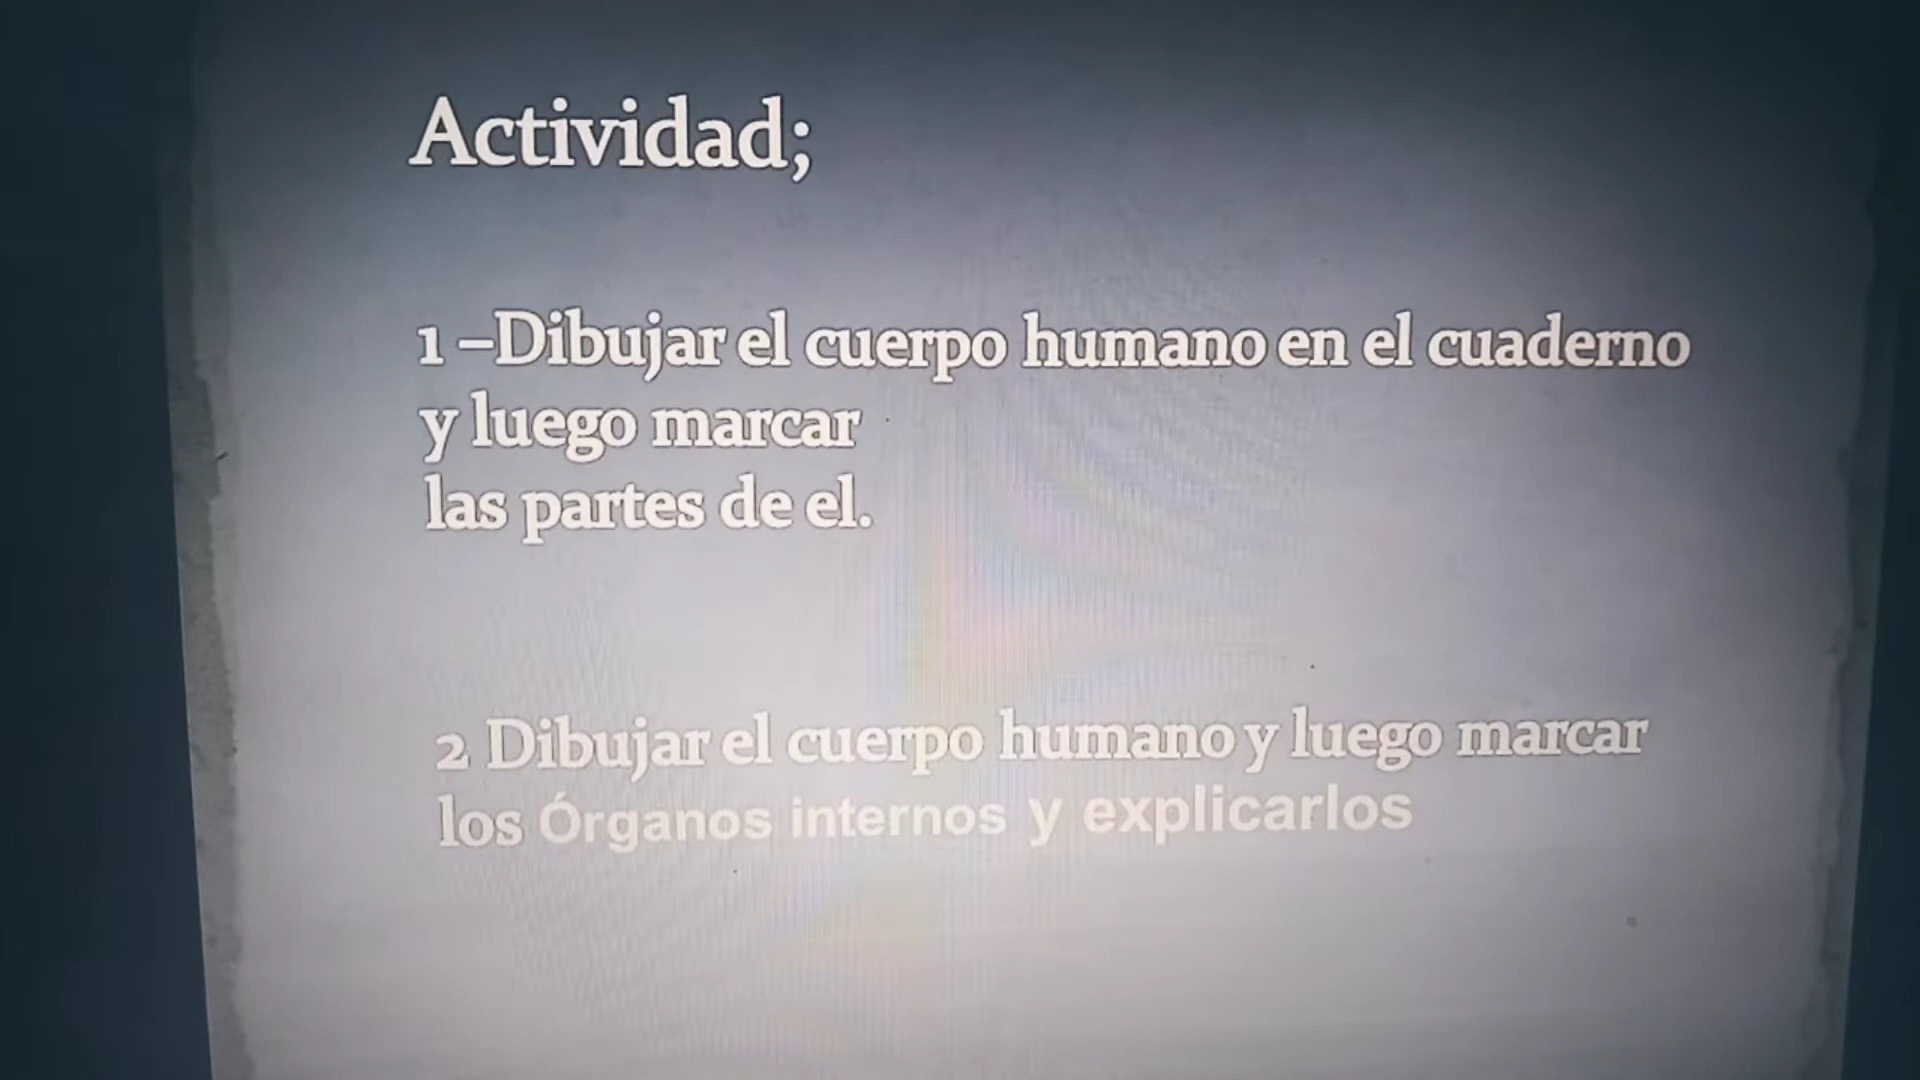 Actividad;
1 –Dibujar el cuerpo humano en el cuaderno
y luego marcar
las partes de el.
2 Dibujar el cuerpo humano y luego marcar
los Órganos internos y explicarlos